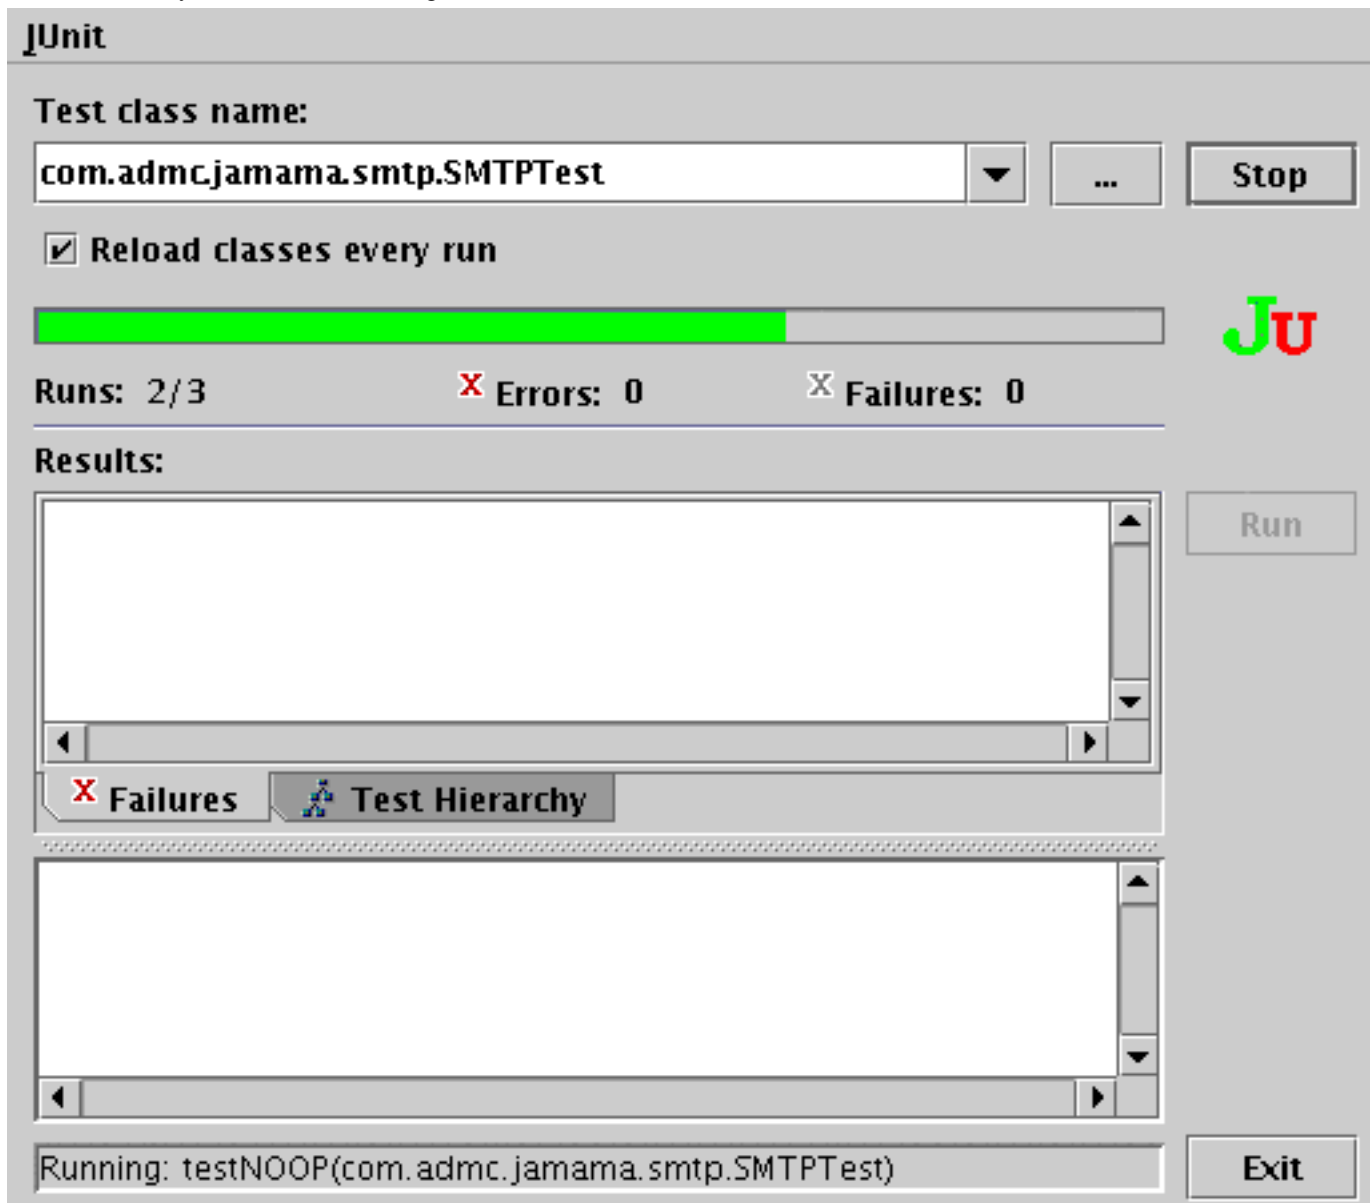 JUnit
Test class name:
com.admc.jamama.smtp.SMTPTest ... Stop
Reload classes every run
JU
Runs: 2/3 X Errors: 0 X Failures: 0
Results:
Run
X Failures Test Hierarchy
Running: testNOOP(com.admc.jamama.smtp.SMTPTest) Exit